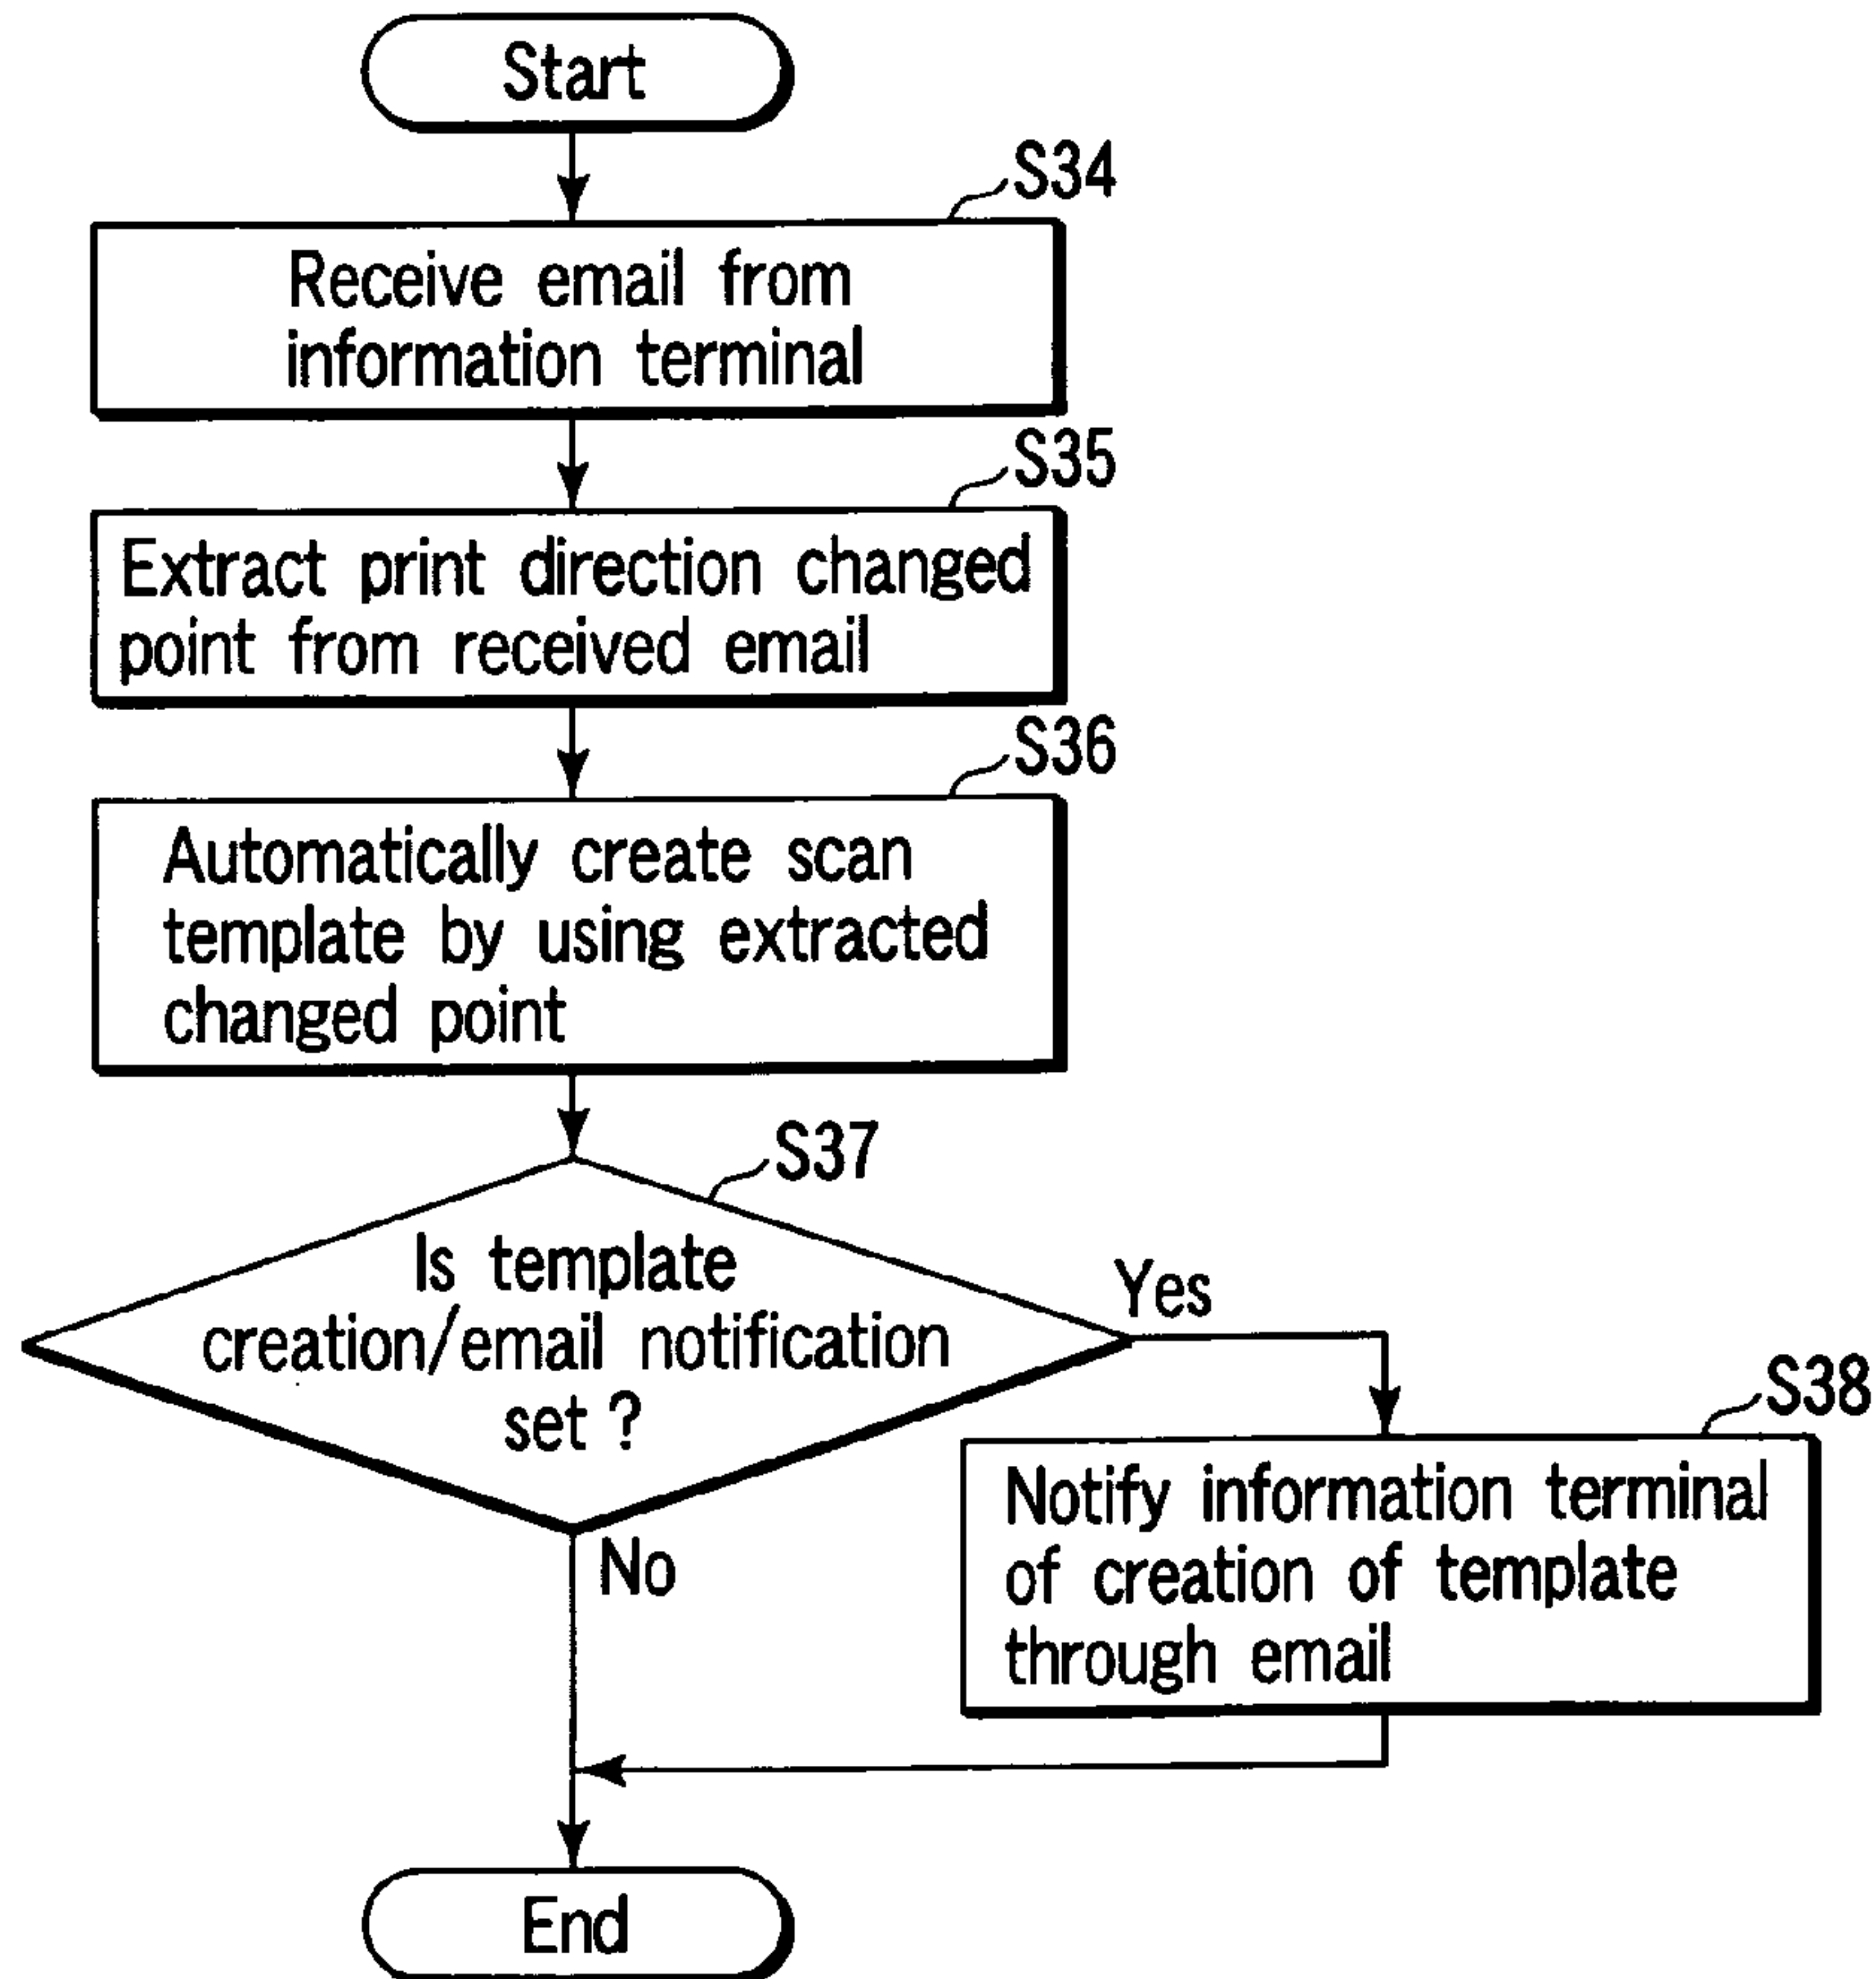 Start
S34
Receive email from
information terminal
S35
Extract print direction changed
point from received email
S36
Automatically create scan
template by using extracted
changed point
S37
Is template
creation/email notification
set ?
Yes
No
S38
Notify information terminal
of creation of template
through email
End